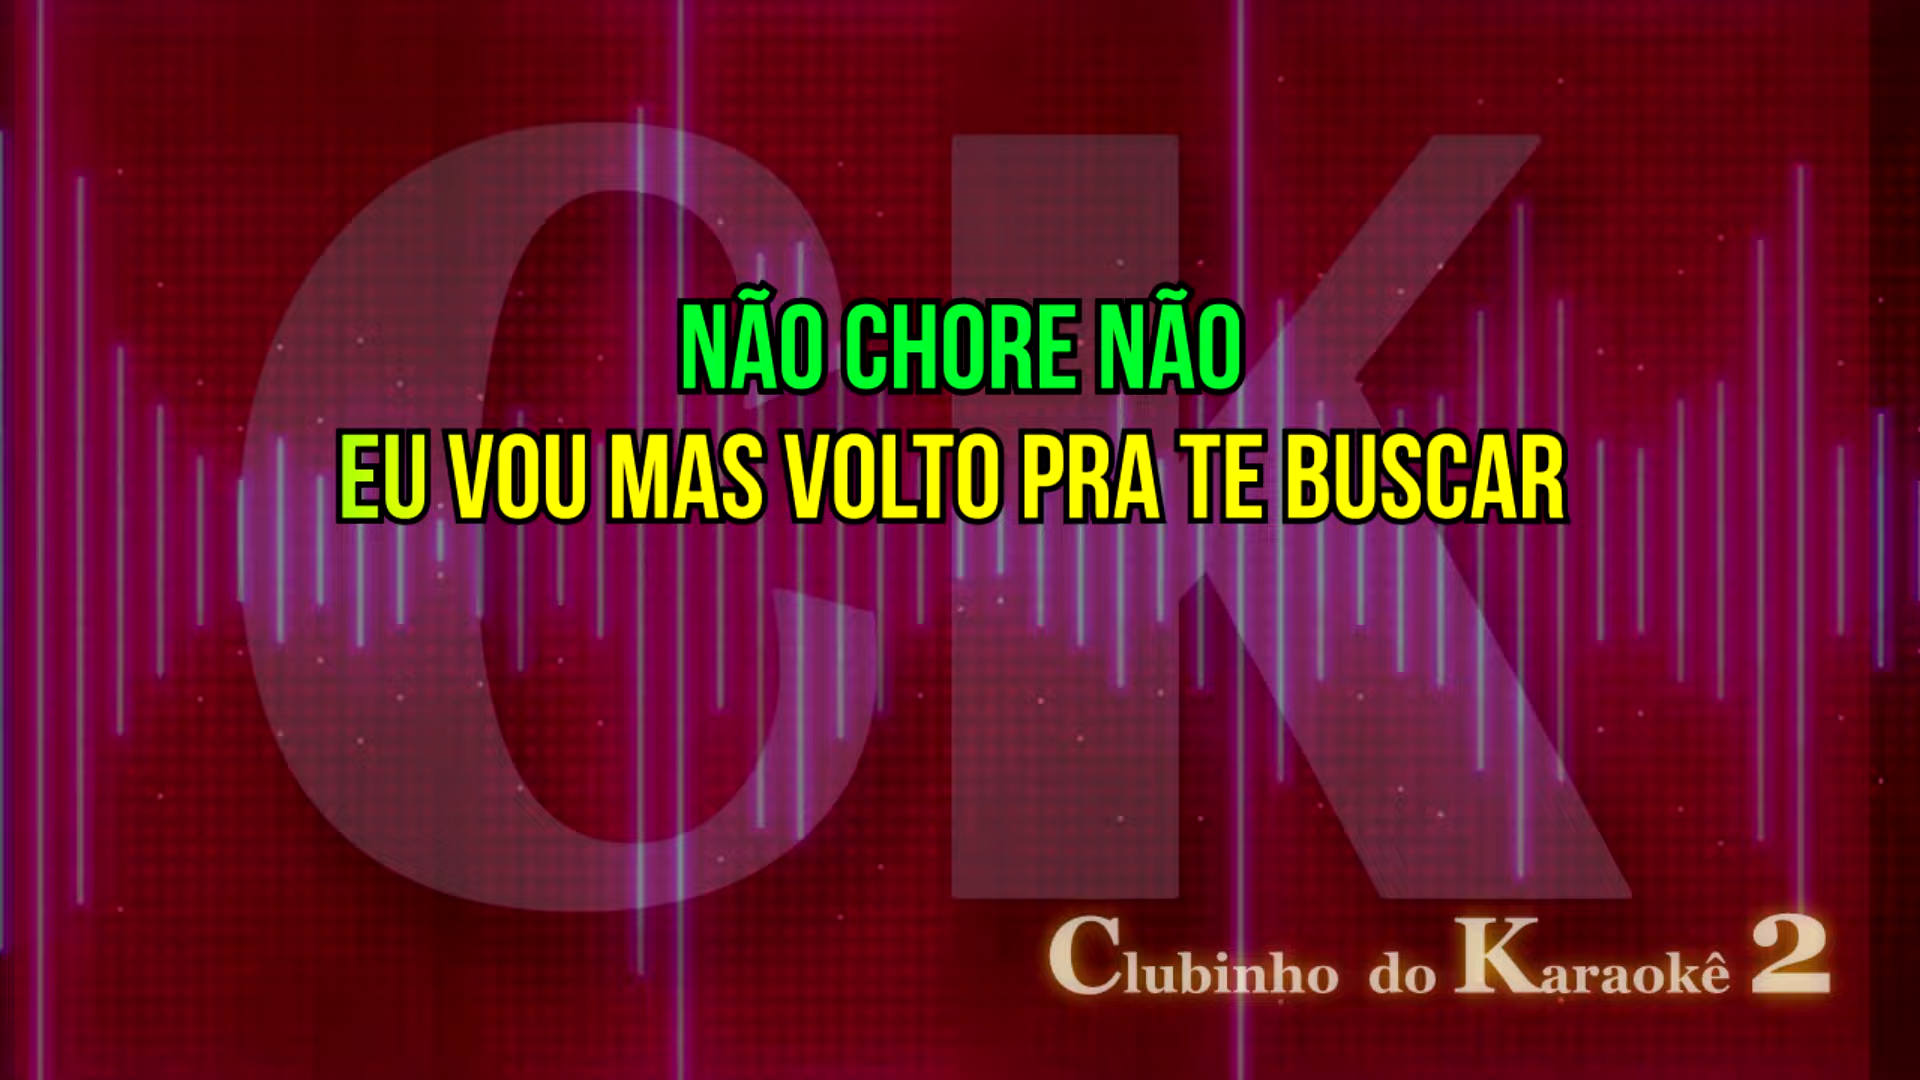 CK
NÃO CHORE NÃO
EU VOU MAS VOLTO PRA TE BUSCAR
Clubinho do Karaokê 2